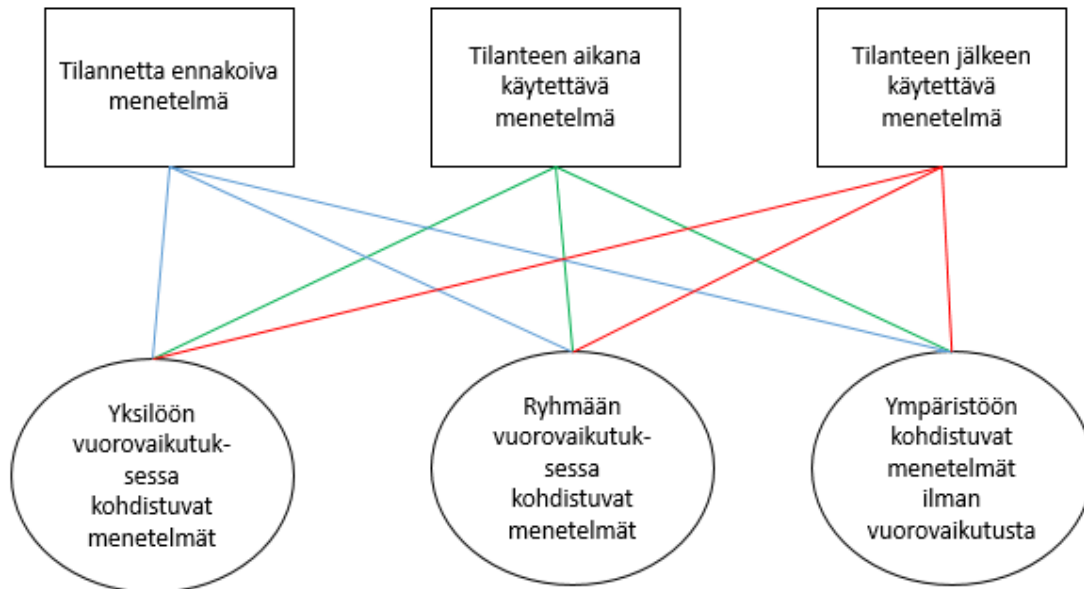 Tilannetta ennakoiva
menetelmä
Tilanteen aikana
käytettävä
menetelmä
Tilanteen jälkeen
käytettävä
menetelmä
Yksilöön
vuorovaikutuk-
sessa
kohdistuvat
menetelmät
Ryhmään
vuorovaikutuk-
sessa
kohdistuvat
menetelmät
Ympäristöön
kohdistuvat
menetelmät
ilman
vuorovaikutusta